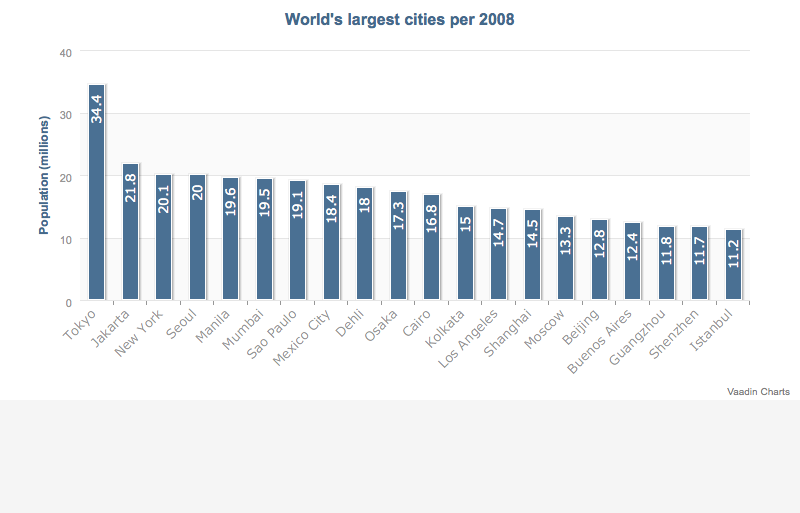 World's largest cities per 2008
Population (millions)
40
30
20
10
0
34.4
21.8
20.1
20
19.6
19.5
19.1
18.4
18
17.3
16.8
15
14.7
14.5
13.3
12.8
12.4
11.8
11.7
11.2
Tokyo
Jakarta
New York
Seoul
Manila
Mumbai
Sao Paulo
Mexico City
Dehli
Osaka
Cairo
Kolkata
Los Angeles
Shanghai
Moscow
Beijing
Buenos Aires
Guangzhou
Shenzhen
Istanbul
Vaadin Charts